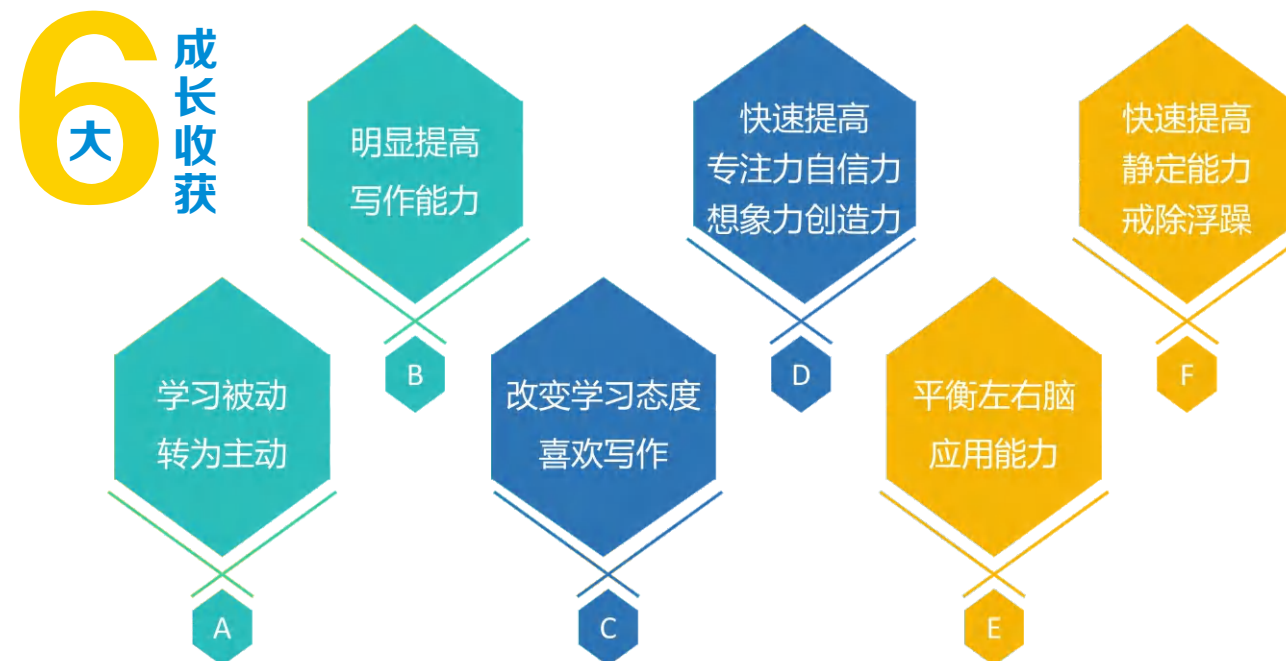 6大
成长收获
学习被动
转为主动
A
明显提高
写作能力
B
改变学习态度
喜欢写作
C
快速提高
专注力自信力
想象力创造力
D
平衡左右脑
应用能力
E
快速提高
静定能力
戒除浮躁
F